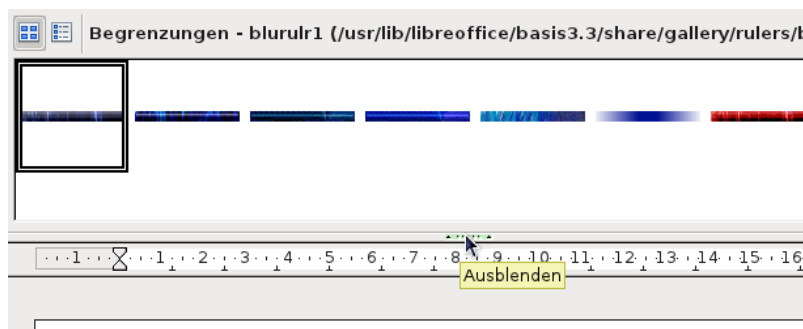 Begrenzungen - blurulr1 (/usr/lib/libreoffice/basis3.3/share/gallery/rulers/b
1 1 2 3 4 5 6 7 8 9 10 11 12 13 14 15 16
Ausblenden